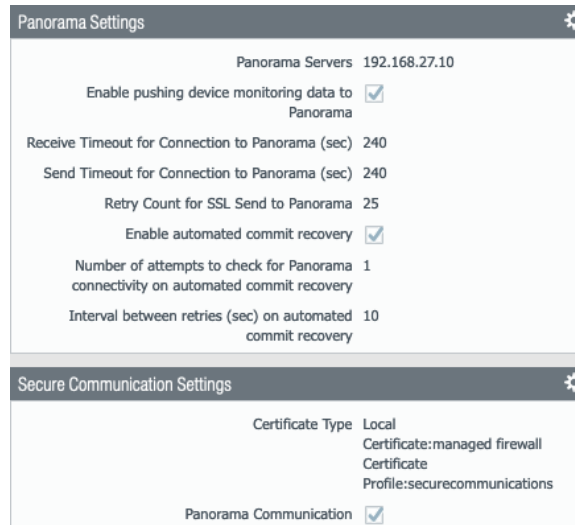 Panorama Settings
Panorama Servers 192.168.27.10
Enable pushing device monitoring data to
Panorama
Receive Timeout for Connection to Panorama (sec) 240
Send Timeout for Connection to Panorama (sec) 240
Retry Count for SSL Send to Panorama 25
Enable automated commit recovery
Number of attempts to check for Panorama 1
connectivity on automated commit recovery
Interval between retries (sec) on automated 10
commit recovery
Secure Communication Settings
Certificate Type Local
Certificate:managed firewall
Certificate
Profile:securecommunications
Panorama Communication